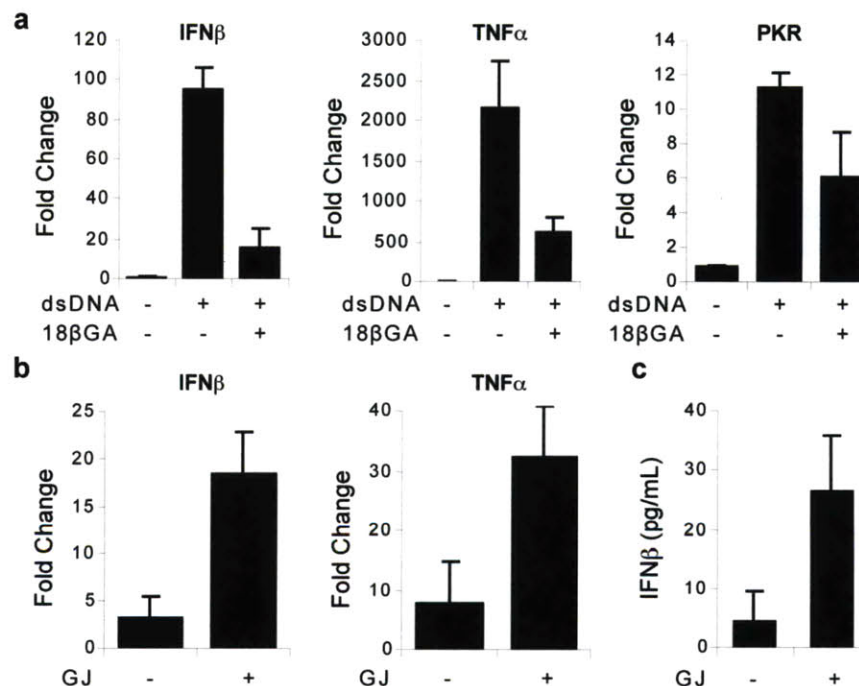 a
IFNβ
Fold Change
120
100
80
60
40
20
0
dsDNA - + +
18βGA - - +
TNFα
Fold Change
3000
2500
2000
1500
1000
500
0
dsDNA - + +
18βGA - - +
PKR
Fold Change
14
12
10
8
6
4
2
0
dsDNA - + +
18βGA - - +
b
IFNβ
Fold Change
25
20
15
10
5
0
GJ - +
TNFα
Fold Change
40
30
20
10
0
GJ - +
c
IFNβ (pg/mL)
40
30
20
10
0
GJ - +